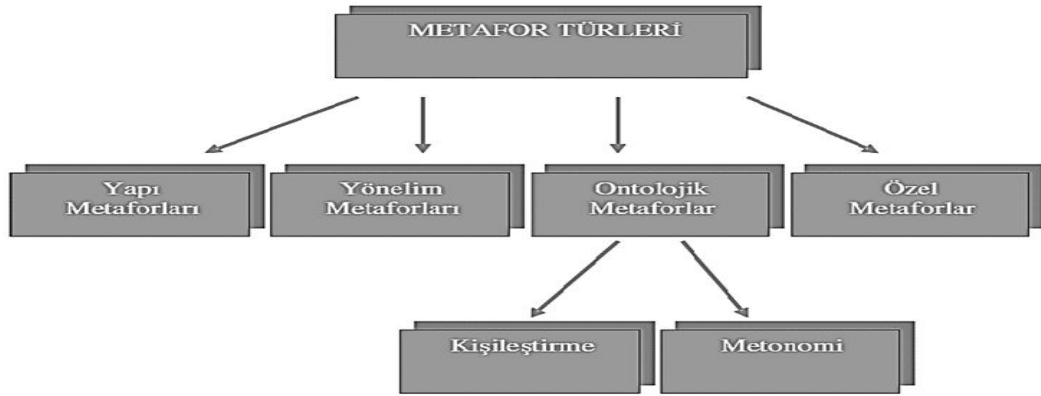 METAFOR TÜRLERİ
Yapı
Metaforları
Yönelim
Metaforları
Ontolojik
Metaforlar
Özel
Metaforlar
Kişileştirme
Metonomi